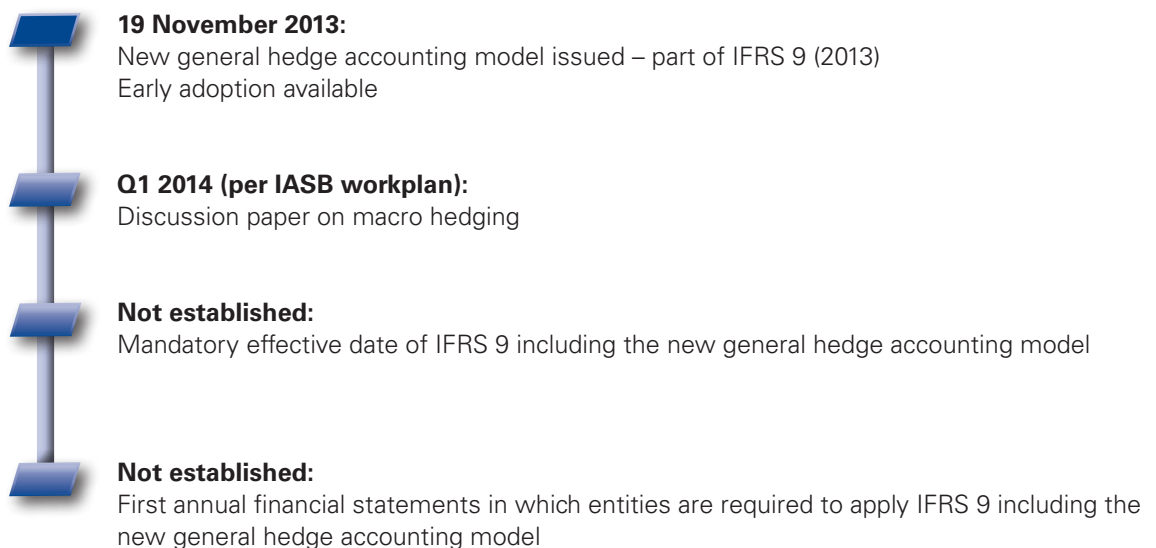 19 November 2013:
New general hedge accounting model issued – part of IFRS 9 (2013)
Early adoption available
Q1 2014 (per IASB workplan):
Discussion paper on macro hedging
Not established:
Mandatory effective date of IFRS 9 including the new general hedge accounting model
Not established:
First annual financial statements in which entities are required to apply IFRS 9 including the
new general hedge accounting model